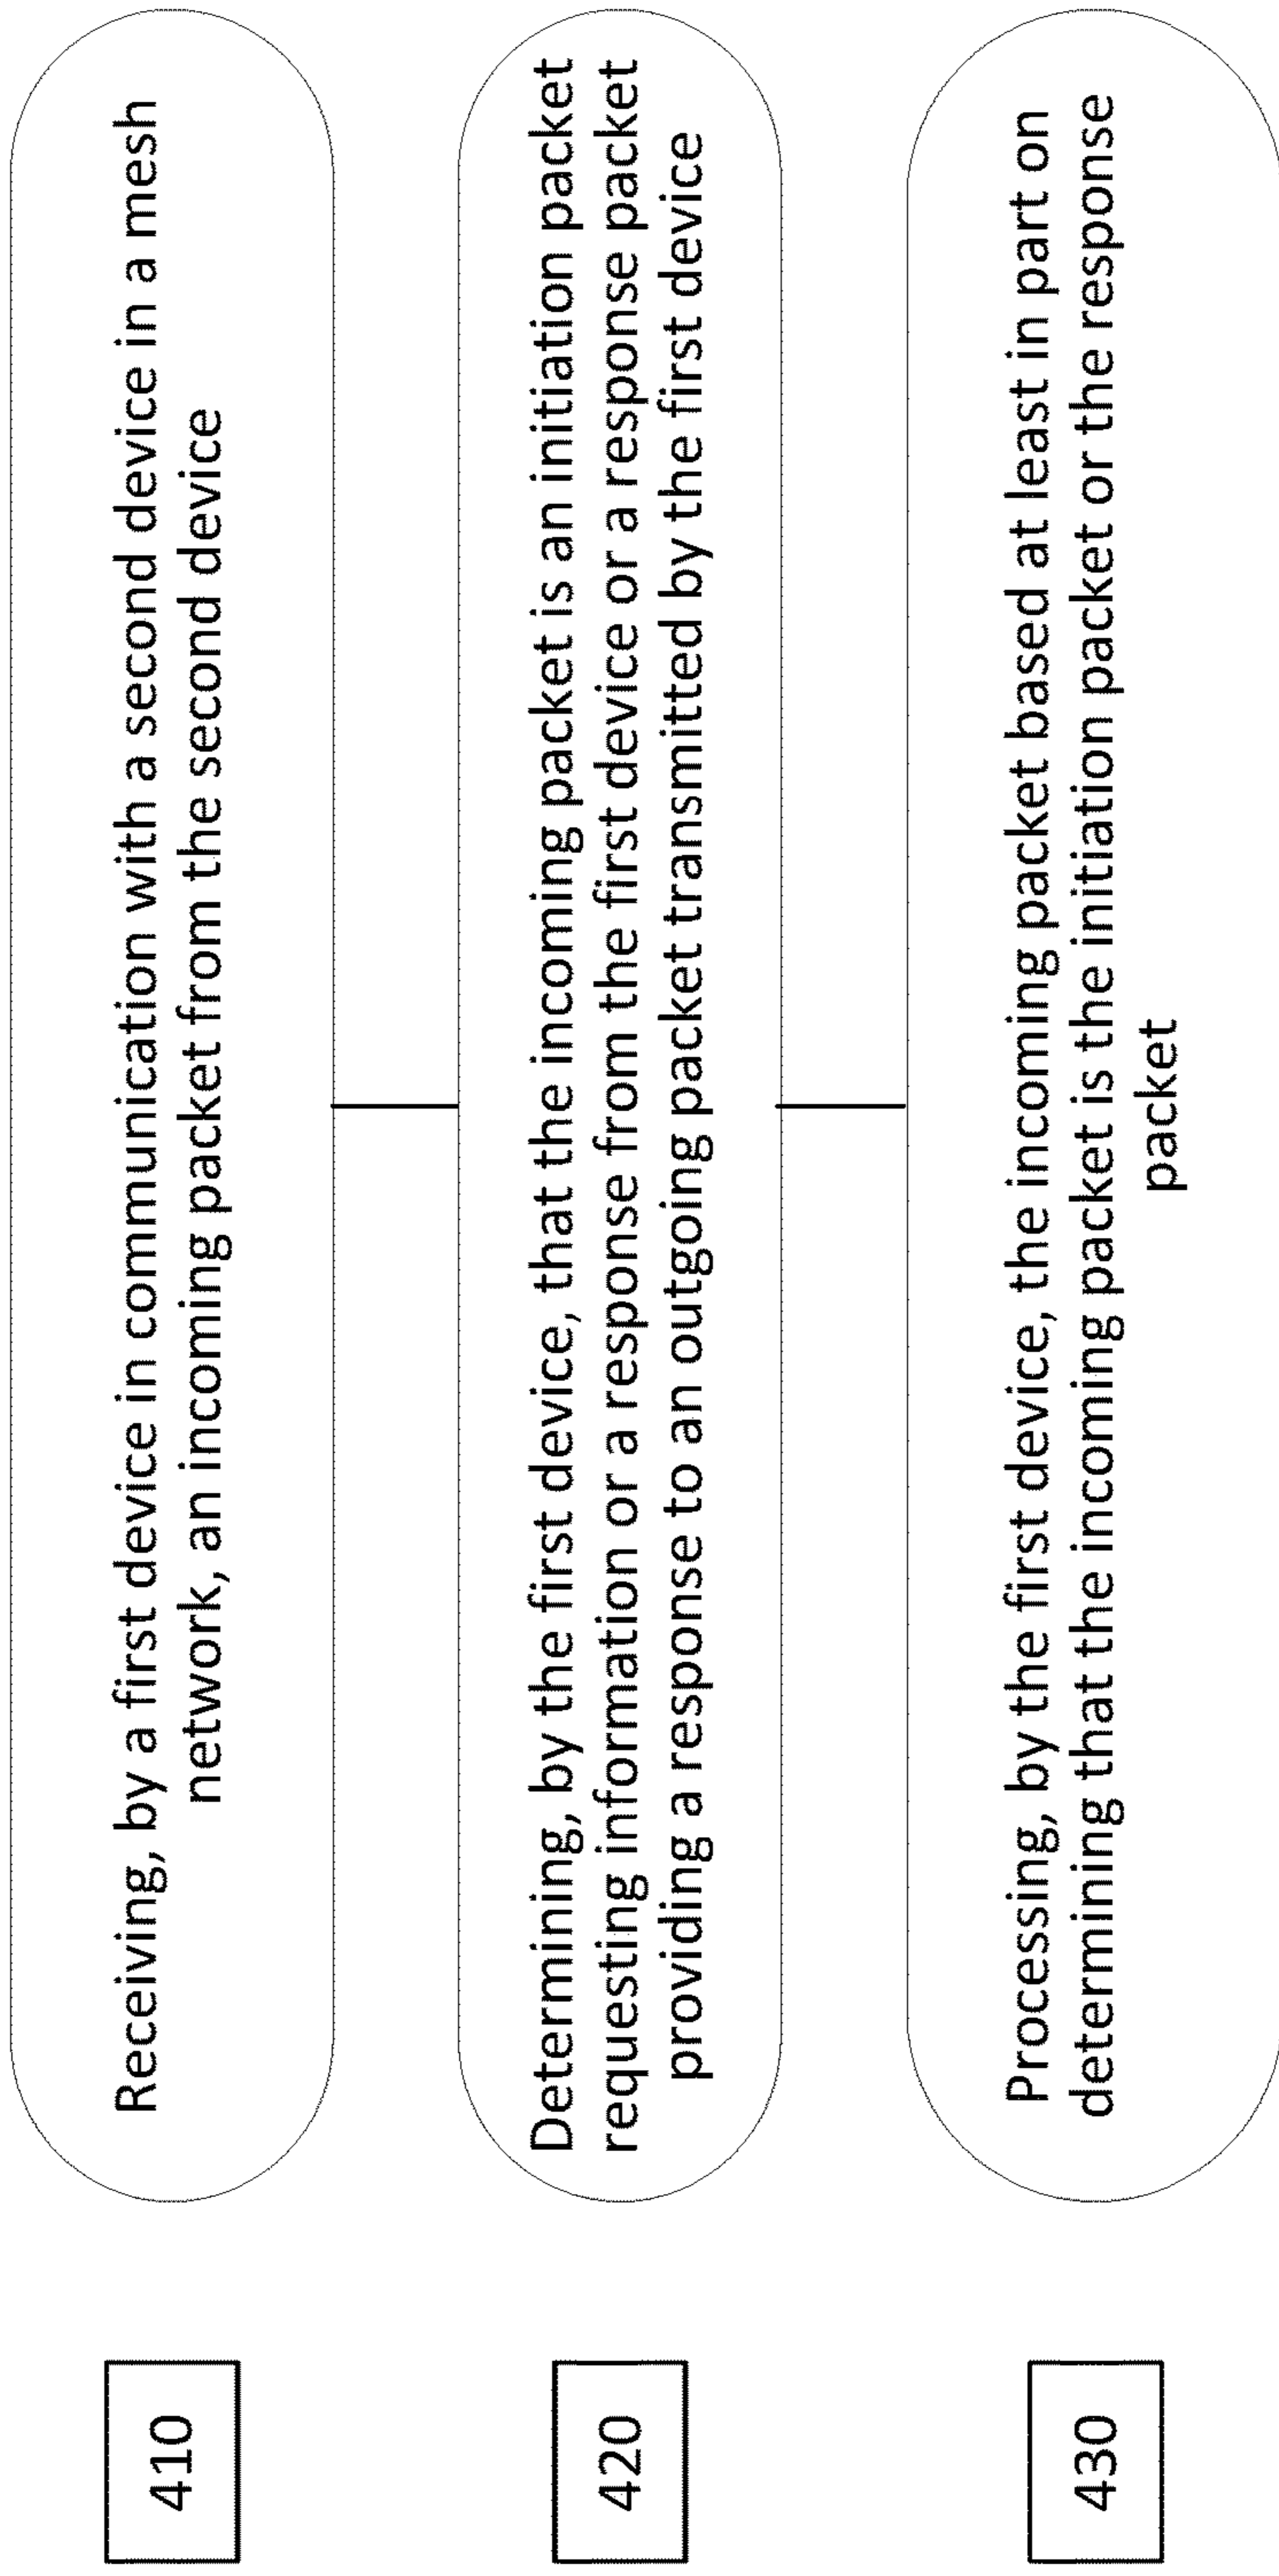 410
Receiving, by a first device in communication with a second device in a mesh
network, an incoming packet from the second device
420
Determining, by the first device, that the incoming packet is an initiation packet
requesting information or a response from the first device or a response packet
providing a response to an outgoing packet transmitted by the first device
430
Processing, by the first device, the incoming packet based at least in part on
determining that the incoming packet is the initiation packet or the response
packet